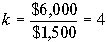 k = $6,000 / $1,500 = 4